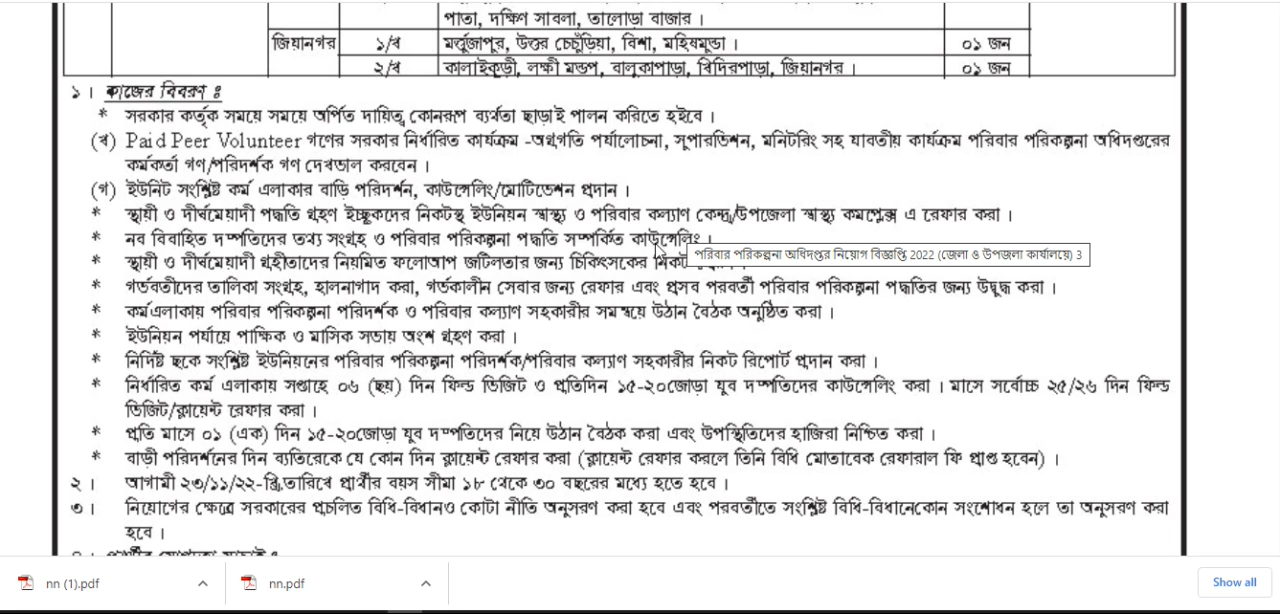 পাতা, দক্ষিণ সাবলা, তালোড়া বাজার ।
জিয়ানগর ১/খ মর্ত্তুজাপুর, উত্তর চেচুঁড়িয়া, বিশা, মহিষমুন্ডা । ০১ জন
২/খ কালাইকুড়ী, লক্ষী মন্ডপ, বালুকাপাড়া, খিদিরপাড়া, জিয়ানগর । ০১ জন
১ । কাজের বিবরণ ঃ
* সরকার কর্তৃক সময়ে সময়ে অর্পিত দায়িত্ব কোনরূপ ব্যর্থতা ছাড়াই পালন করিতে হইবে ।
(খ) Paid Peer Volunteer গণের সরকার নির্ধারিত কার্যক্রম -অগ্রগতি পর্যালোচনা, সুপারভিশন, মনিটরিং সহ যাবতীয় কার্যক্রম পরিবার পরিকল্পনা অধিদপ্তরের
কর্মকর্তা গণ/পরিদর্শক গণ দেখভাল করবেন ।
(গ) ইউনিট সংশ্লিষ্ট কর্ম এলাকার বাড়ি পরিদর্শন, কাউন্সেলিং/মোটিভেশন প্রদান ।
* স্থায়ী ও দীর্ঘমেয়াদী পদ্ধতি গ্রহণ ইচ্ছুকদের নিকটস্থ ইউনিয়ন স্বাস্থ্য ও পরিবার কল্যাণ কেন্দ্র/উপজেলা স্বাস্থ্য কমপ্লেক্স এ রেফার করা ।
* নব বিবাহিত দম্পতিদের তথ্য সংগ্রহ ও পরিবার পরিকল্পনা পদ্ধতি সম্পর্কিত কাউন্সেলিং ।
পরিবার পরিকল্পনা অধিদপ্তর নিয়োগ বিজ্ঞপ্তি 2022 (জেলা ও উপজলা কার্যালয়ে) 3
* স্থায়ী ও দীর্ঘমেয়াদী গ্রহীতাদের নিয়মিত ফলোআপ জটিলতার জন্য চিকিৎসকের নিকট
* গর্ভবতীদের তালিকা সংগ্রহ, হালনাগাদ করা, গর্ভকালীন সেবার জন্য রেফার এবং প্রসব পরবর্তী পরিবার পরিকল্পনা পদ্ধতির জন্য উদ্বুদ্ধ করা ।
* কর্মএলাকায় পরিবার পরিকল্পনা পরিদর্শক ও পরিবার কল্যাণ সহকারীর সমন্বয়ে উঠান বৈঠক অনুষ্ঠিত করা ।
* ইউনিয়ন পর্যায়ে পাক্ষিক ও মাসিক সভায় অংশ গ্রহণ করা ।
* নির্দিষ্ট ছকে সংশ্লিষ্ট ইউনিয়নের পরিবার পরিকল্পনা পরিদর্শক/পরিবার কল্যাণ সহকারীর নিকট রিপোর্ট প্রদান করা ।
* নির্ধারিত কর্ম এলাকায় সপ্তাহে ০৬ (ছয়) দিন ফিল্ড ভিজিট ও প্রতিদিন ১৫-২০জোড়া যুব দম্পতিদের কাউন্সেলিং করা । মাসে সর্বোচ্চ ২৫/২৬ দিন ফিল্ড
ভিজিট/ক্লায়েন্ট রেফার করা ।
* প্রতি মাসে ০১ (এক) দিন ১৫-২০জোড়া যুব দম্পতিদের নিয়ে উঠান বৈঠক করা এবং উপস্থিতিদের হাজিরা নিশ্চিত করা ।
* বাড়ী পরিদর্শনের দিন ব্যতিরেকে যে কোন দিন ক্লায়েন্ট রেফার করা (ক্লায়েন্ট রেফার করলে তিনি বিধি মোতাবেক রেফারাল ফি প্রাপ্ত হবেন) ।
২ । আগামী ২৩/১১/২২-খ্রি.তারিখে প্রার্থীর বয়স সীমা ১৮ থেকে ৩০ বছরের মধ্যে হতে হবে ।
৩ । নিয়োগের ক্ষেত্রে সরকারের প্রচলিত বিধি-বিধানও কোটা নীতি অনুসরণ করা হবে এবং পরবর্তীতে সংশ্লিষ্ট বিধি-বিধানেকোন সংশোধন হলে তা অনুসরণ করা
হবে ।
nn (1).pdf nn.pdf Show all